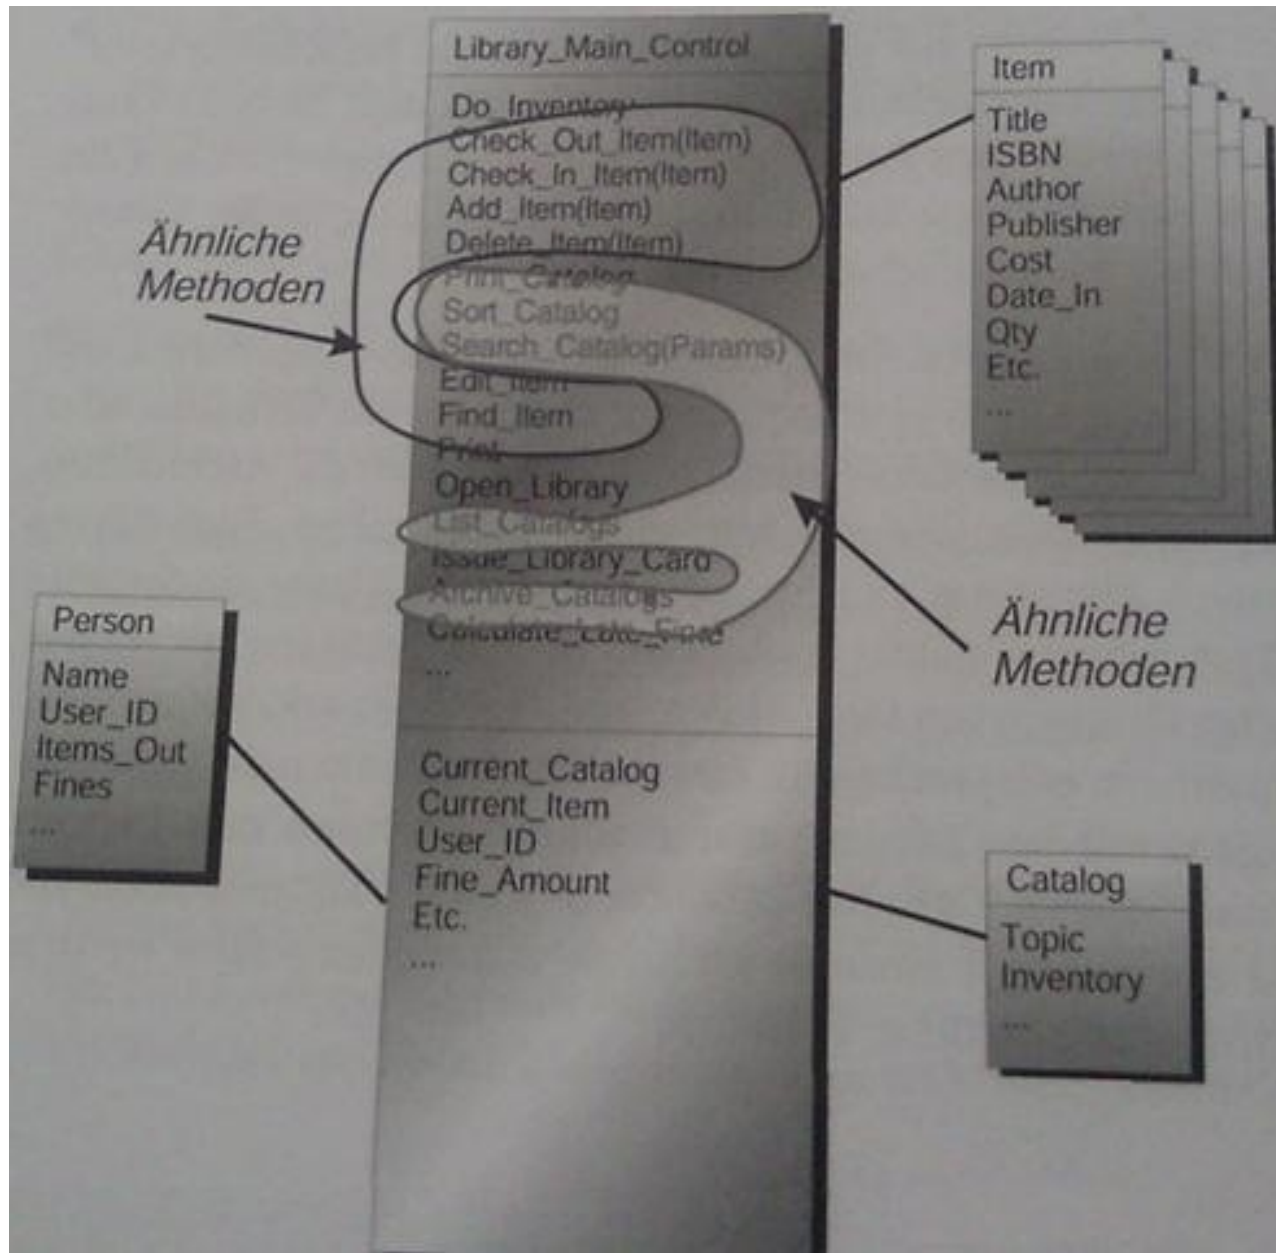 Library_Main_Control
Do_Inventory
Check_Out_Item(Item)
Check_In_Item(Item)
Add_Item(Item)
Delete_Item(Item)
Print_Catalog
Sort_Catalog
Search_Catalog(Params)
Edit_Item
Find_Item
Print
Open_Library
List_Catalogs
Issue_Library_Card
Archive_Catalogs
Calculate_Late_Fine
...
Current_Catalog
Current_Item
User_ID
Fine_Amount
Etc.
...
Ähnliche
Methoden
Item
Title
ISBN
Author
Publisher
Cost
Date_In
Qty
Etc.
...
Ähnliche
Methoden
Person
Name
User_ID
Items_Out
Fines
...
Catalog
Topic
Inventory
...